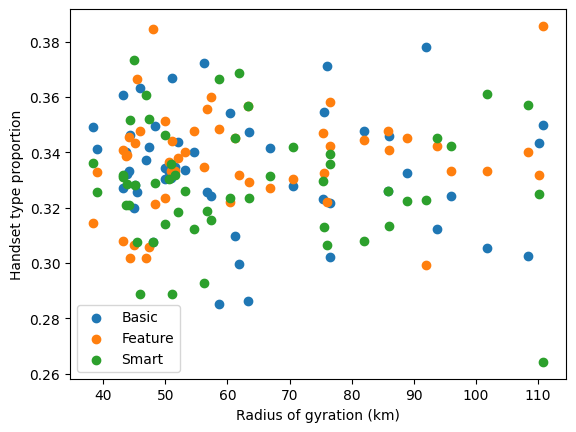 Handset type proportion
0.38
0.36
0.34
0.32
0.30
0.28
0.26
Basic
Feature
Smart
40 50 60 70 80 90 100 110
Radius of gyration (km)